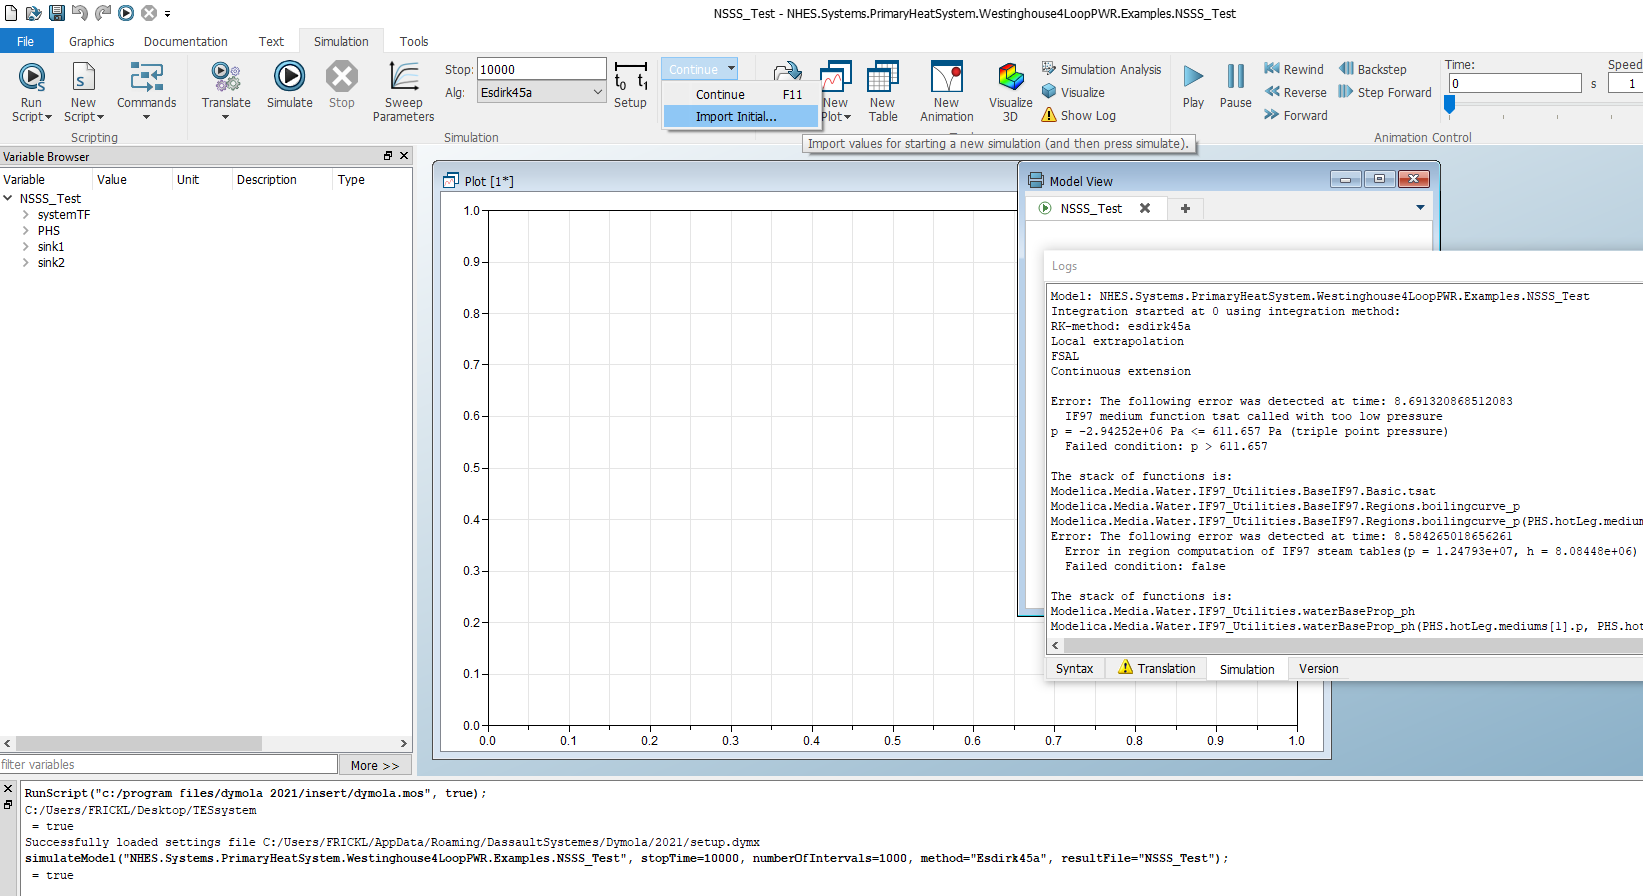 NSSS_Test - NHES.Systems.PrimaryHeatSystem.Westinghouse4LoopPWR.Examples.NSSS_Test
File Graphics Documentation Text Simulation Tools
Run Script
New Script
Commands
Scripting
Translate
Simulate
Stop
Sweep Parameters
Stop: 10000
Alg: Esdirk45a
t0 t1
Setup
Simulation
Continue
Continue F11
Import Initial...
Import values for starting a new simulation (and then press simulate).
New Plot
New Table
New Animation
Visualize 3D
Simulation Analysis
Visualize
Show Log
Play
Pause
Rewind
Reverse
Forward
Backstep
Step Forward
Time:
0 s
Speed
1
Animation Control
Variable Browser
Variable Value Unit Description Type
NSSS_Test
systemTF
PHS
sink1
sink2
filter variables
More >>
Plot [1*]
1.0
0.9
0.8
0.7
0.6
0.5
0.4
0.3
0.2
0.1
0.0
0.0 0.1 0.2 0.3 0.4 0.5 0.6 0.7 0.8 0.9 1.0
Model View
NSSS_Test
Logs
Model: NHES.Systems.PrimaryHeatSystem.Westinghouse4LoopPWR.Examples.NSSS_Test
Integration started at 0 using integration method:
RK-method: esdirk45a
Local extrapolation
FSAL
Continuous extension
Error: The following error was detected at time: 8.691320868512083
IF97 medium function tsat called with too low pressure
p = -2.94252e+06 Pa <= 611.657 Pa (triple point pressure)
Failed condition: p > 611.657
The stack of functions is:
Modelica.Media.Water.IF97_Utilities.BaseIF97.Basic.tsat
Modelica.Media.Water.IF97_Utilities.BaseIF97.Regions.boilingcurve_p
Modelica.Media.Water.IF97_Utilities.BaseIF97.Regions.boilingcurve_p(PHS.hotLeg.medium
Error: The following error was detected at time: 8.584265018656261
Error in region computation of IF97 steam tables(p = 1.24793e+07, h = 8.08448e+06)
Failed condition: false
The stack of functions is:
Modelica.Media.Water.IF97_Utilities.waterBaseProp_ph
Modelica.Media.Water.IF97_Utilities.waterBaseProp_ph(PHS.hotLeg.mediums[1].p, PHS.hot
Syntax Translation Simulation Version
RunScript("c:/program files/dymola 2021/insert/dymola.mos", true);
C:/Users/FRICKL/Desktop/TESsystem
= true
Successfully loaded settings file C:/Users/FRICKL/AppData/Roaming/DassaultSystemes/Dymola/2021/setup.dymx
simulateModel("NHES.Systems.PrimaryHeatSystem.Westinghouse4LoopPWR.Examples.NSSS_Test", stopTime=10000, numberOfIntervals=1000, method="Esdirk45a", resultFile="NSSS_Test");
= true